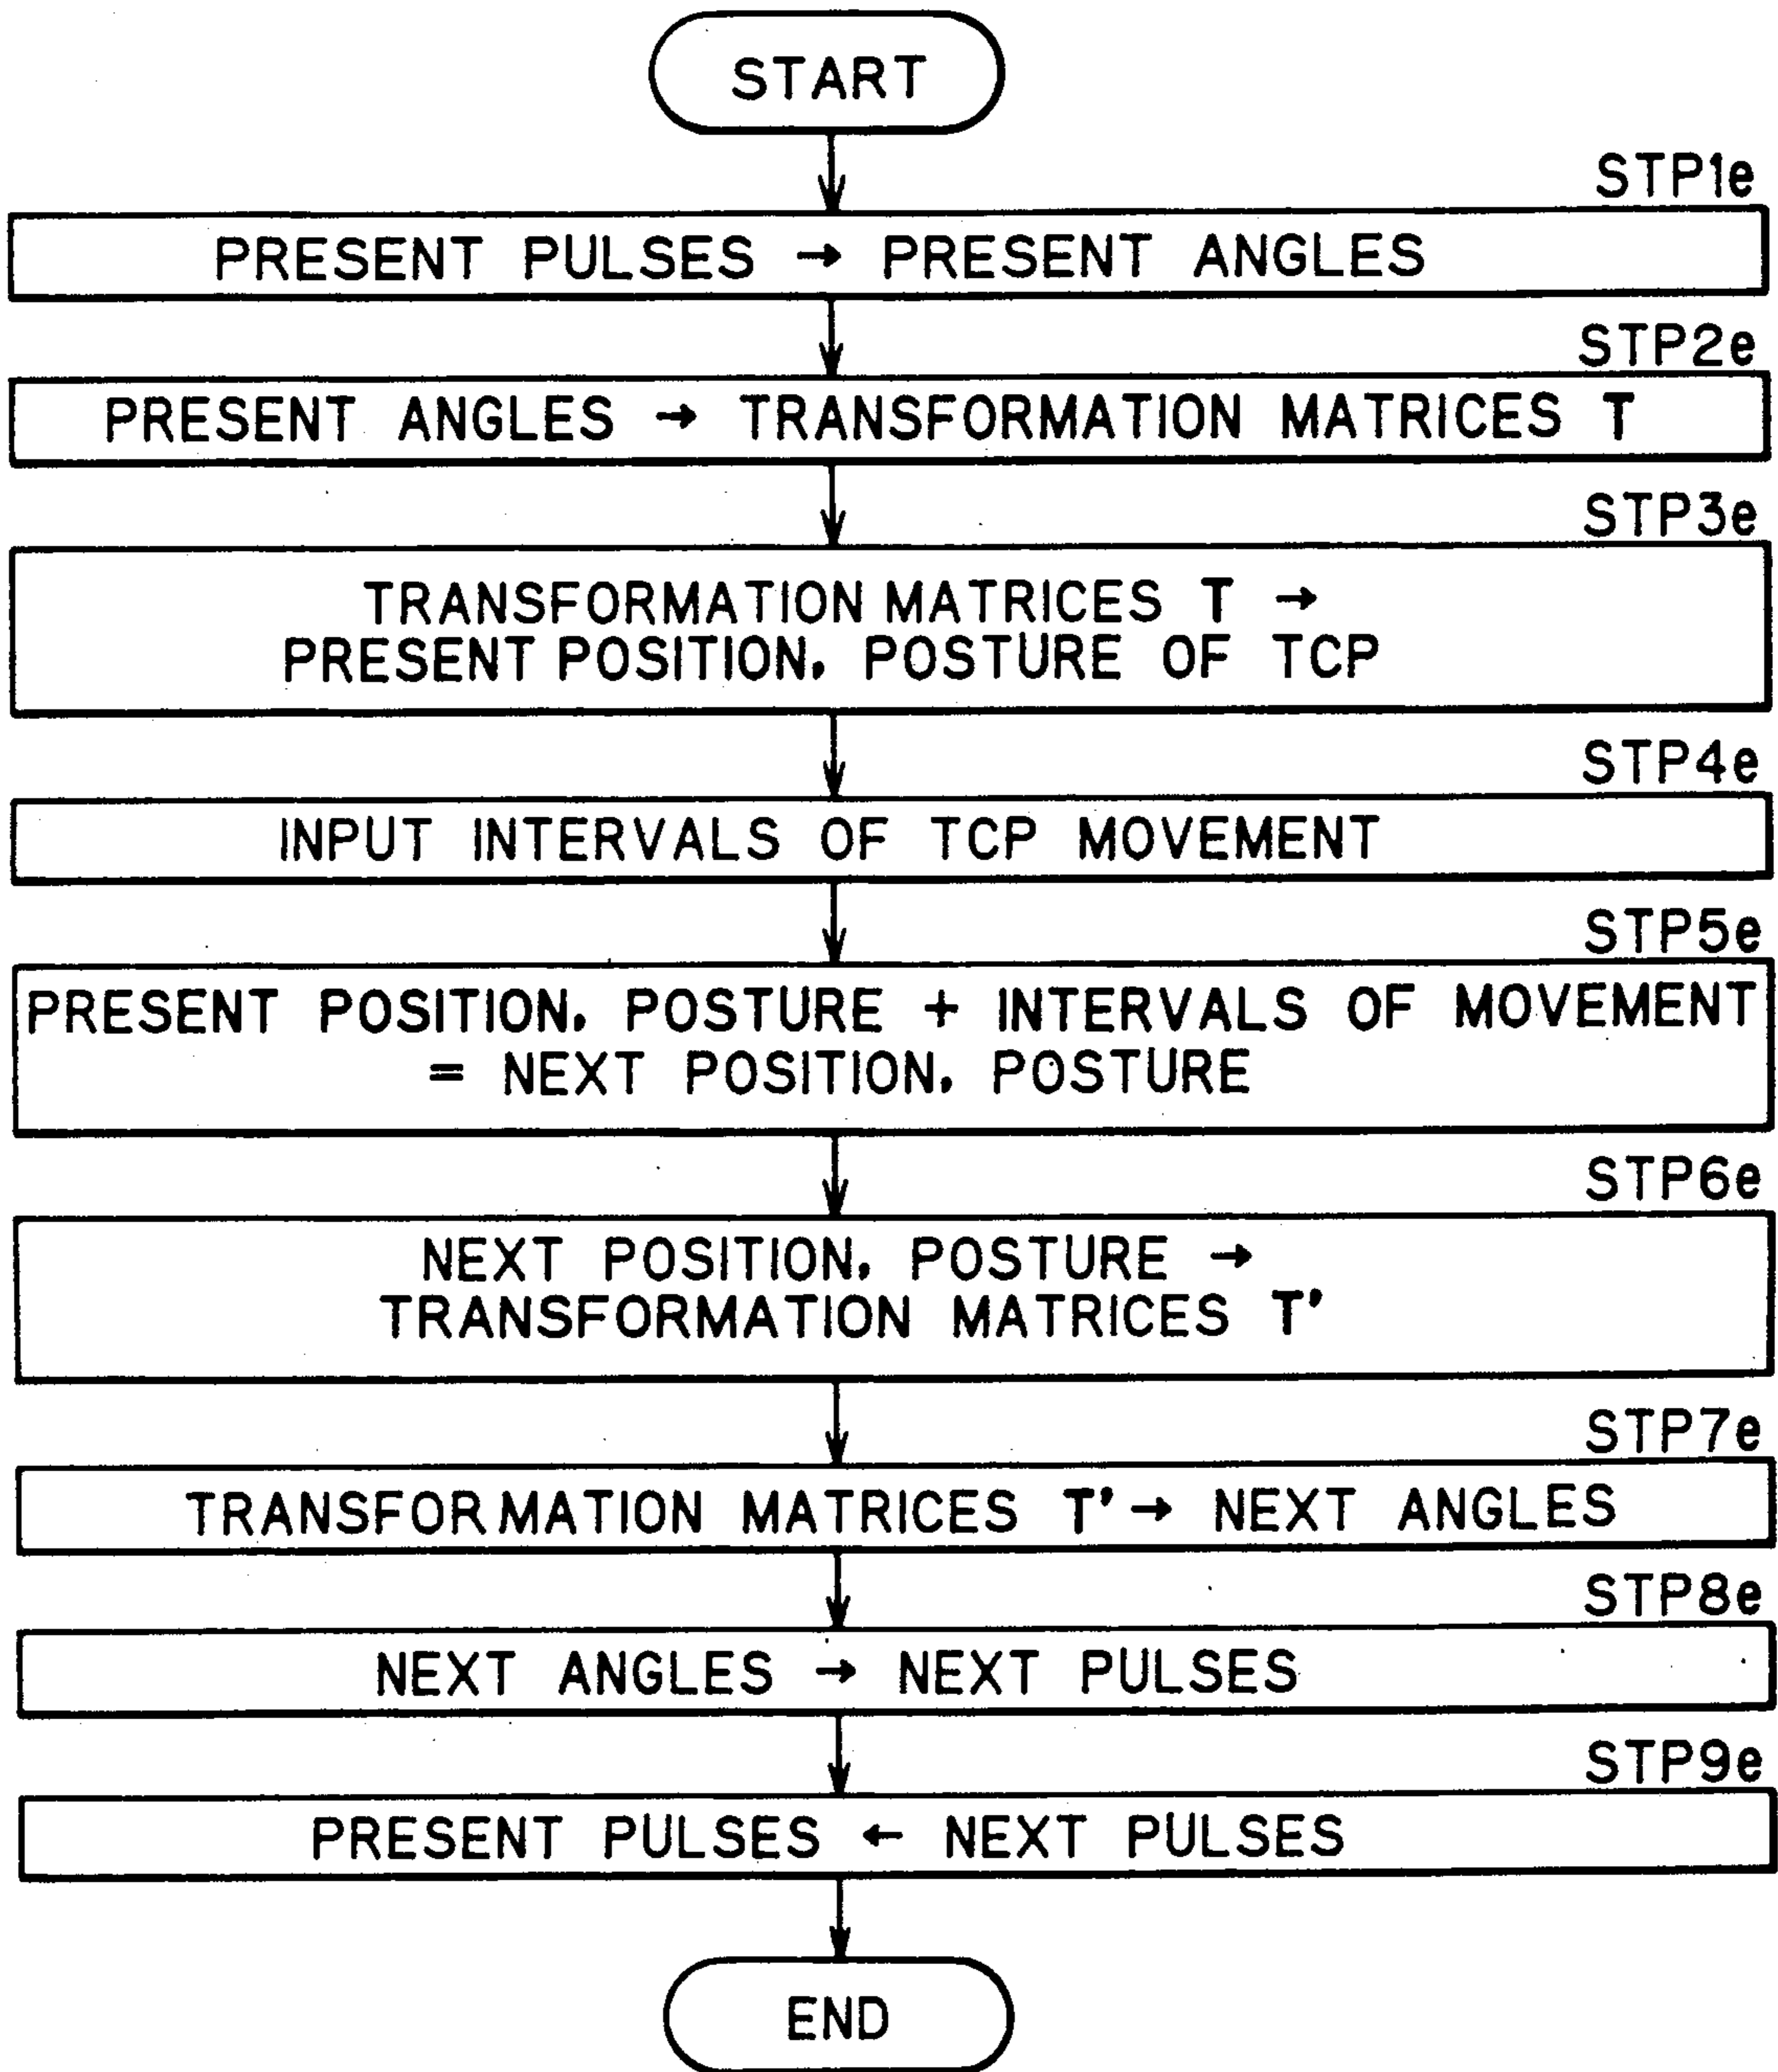 START
STP1e
PRESENT PULSES → PRESENT ANGLES
STP2e
PRESENT ANGLES → TRANSFORMATION MATRICES T
STP3e
TRANSFORMATION MATRICES T →
PRESENT POSITION, POSTURE OF TCP
STP4e
INPUT INTERVALS OF TCP MOVEMENT
STP5e
PRESENT POSITION, POSTURE + INTERVALS OF MOVEMENT
= NEXT POSITION, POSTURE
STP6e
NEXT POSITION, POSTURE →
TRANSFORMATION MATRICES T'
STP7e
TRANSFORMATION MATRICES T' → NEXT ANGLES
STP8e
NEXT ANGLES → NEXT PULSES
STP9e
PRESENT PULSES ← NEXT PULSES
END